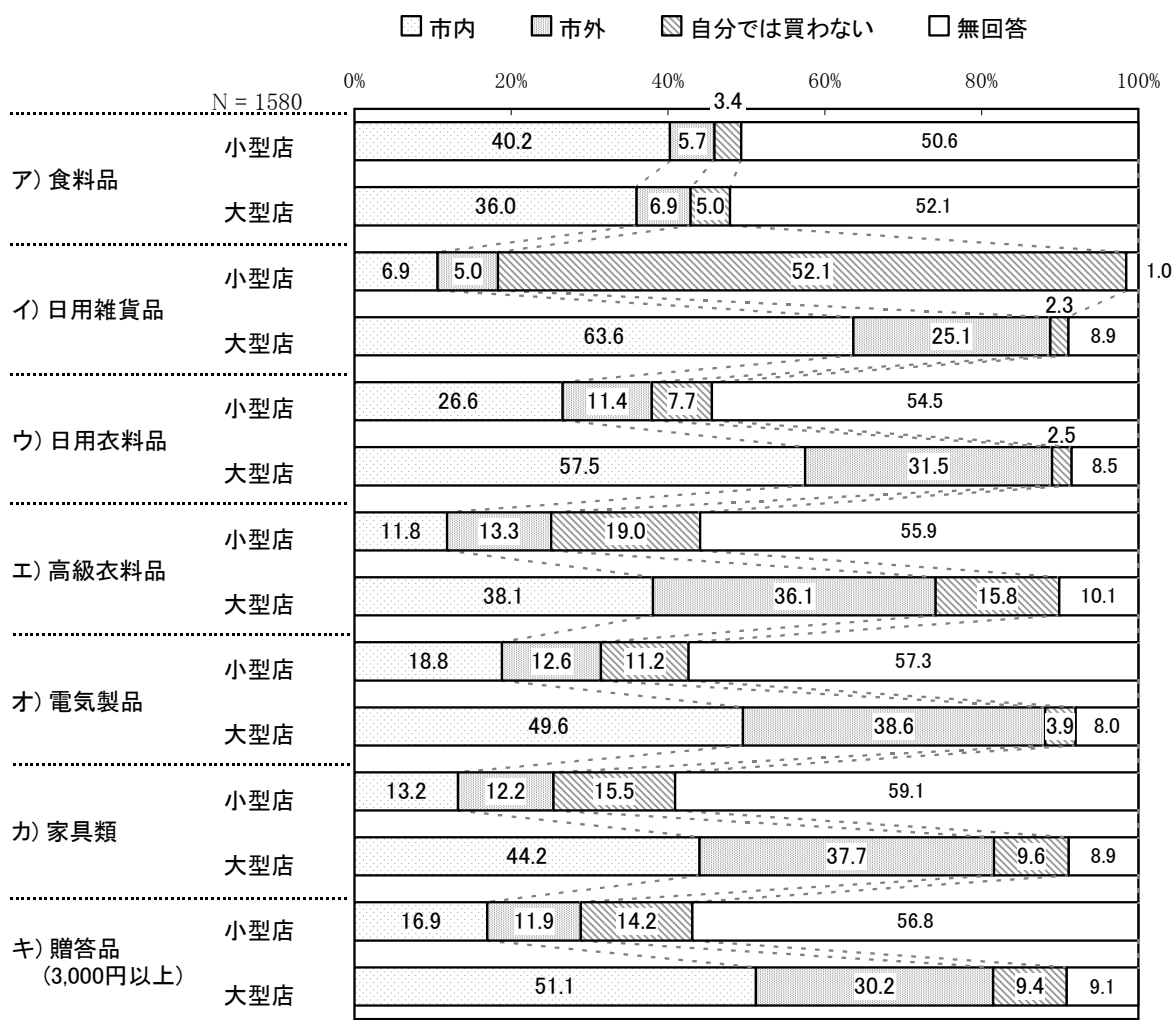 市内 市外 自分では買わない 無回答
0% 20% 40% 60% 80% 100%
N = 1580
3.4
小型店 40.2 5.7 50.6
ア) 食料品
大型店 36.0 6.9 5.0 52.1
小型店 6.9 5.0 52.1 1.0
イ) 日用雑貨品
2.3
大型店 63.6 25.1 8.9
小型店 26.6 11.4 7.7 54.5
ウ) 日用衣料品
2.5
大型店 57.5 31.5 8.5
小型店 11.8 13.3 19.0 55.9
エ) 高級衣料品
大型店 38.1 36.1 15.8 10.1
小型店 18.8 12.6 11.2 57.3
オ) 電気製品
大型店 49.6 38.6 3.9 8.0
小型店 13.2 12.2 15.5 59.1
カ) 家具類
大型店 44.2 37.7 9.6 8.9
小型店 16.9 11.9 14.2 56.8
キ) 贈答品
(3,000円以上)
大型店 51.1 30.2 9.4 9.1